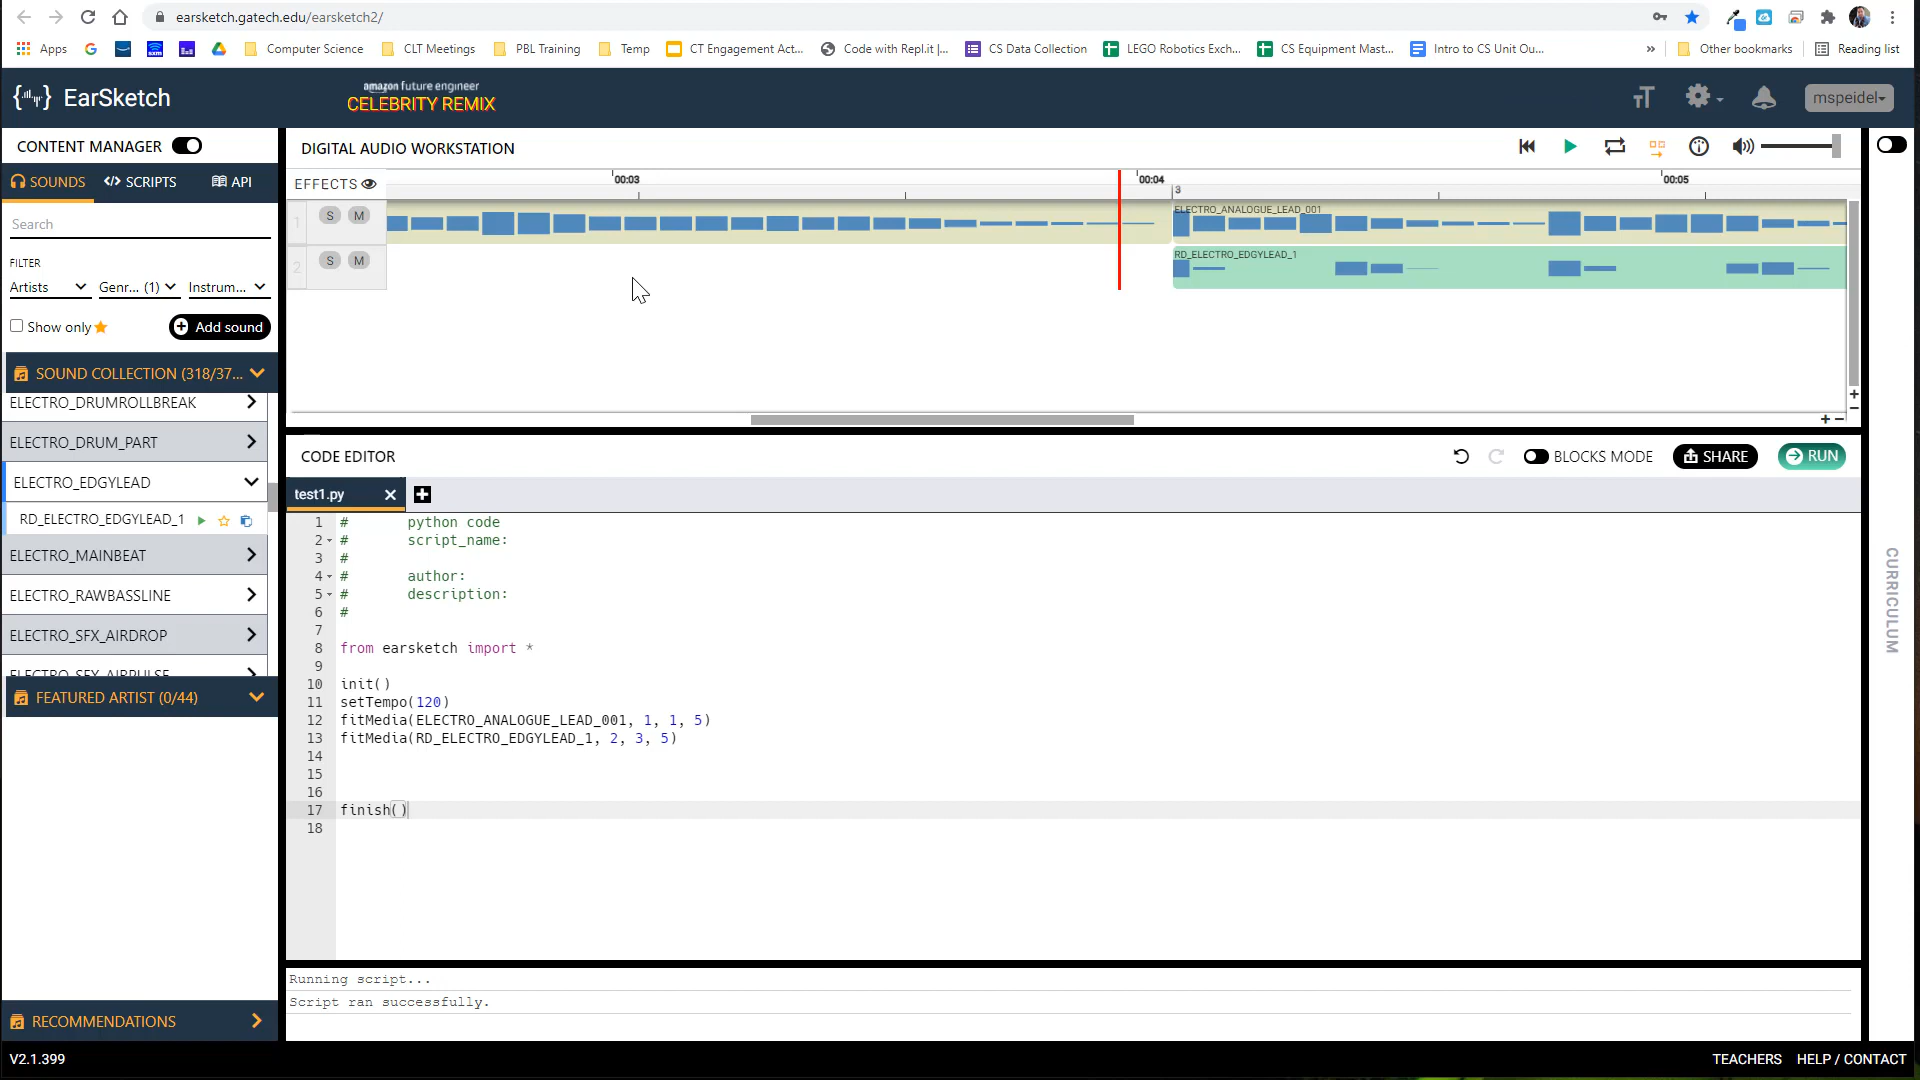 earsketch.gatech.edu/earsketch2/
Apps
Computer Science
CLT Meetings
PBL Training
Temp
CT Engagement Act...
Code with Repl.it |...
CS Data Collection
LEGO Robotics Exch...
CS Equipment Mast...
Intro to CS Unit Ou...
»
Other bookmarks
Reading list
EarSketch
amazon future engineer
CELEBRITY REMIX
mspeidel
CONTENT MANAGER
DIGITAL AUDIO WORKSTATION
SOUNDS
SCRIPTS
API
EFFECTS
00:03
00:04
00:05
3
Search
1
S
M
ELECTRO_ANALOGUE_LEAD_001
2
S
M
RD_ELECTRO_EDGYLEAD_1
FILTER
Artists
Genr... (1)
Instrum...
Show only
Add sound
SOUND COLLECTION (318/37...
ELECTRO_DRUMROLLBREAK
ELECTRO_DRUM_PART
ELECTRO_EDGYLEAD
RD_ELECTRO_EDGYLEAD_1
ELECTRO_MAINBEAT
ELECTRO_RAWBASSLINE
ELECTRO_SFX_AIRDROP
ELECTRO_SFX_AIRPULSE
FEATURED ARTIST (0/44)
RECOMMENDATIONS
CODE EDITOR
BLOCKS MODE
SHARE
RUN
test1.py
1 # python code
2 # script_name:
3 #
4 # author:
5 # description:
6 #
7
8 from earsketch import *
9
10 init()
11 setTempo(120)
12 fitMedia(ELECTRO_ANALOGUE_LEAD_001, 1, 1, 5)
13 fitMedia(RD_ELECTRO_EDGYLEAD_1, 2, 3, 5)
14
15
16
17 finish()
18
Running script...
Script ran successfully.
CURRICULUM
V2.1.399
TEACHERS
HELP / CONTACT